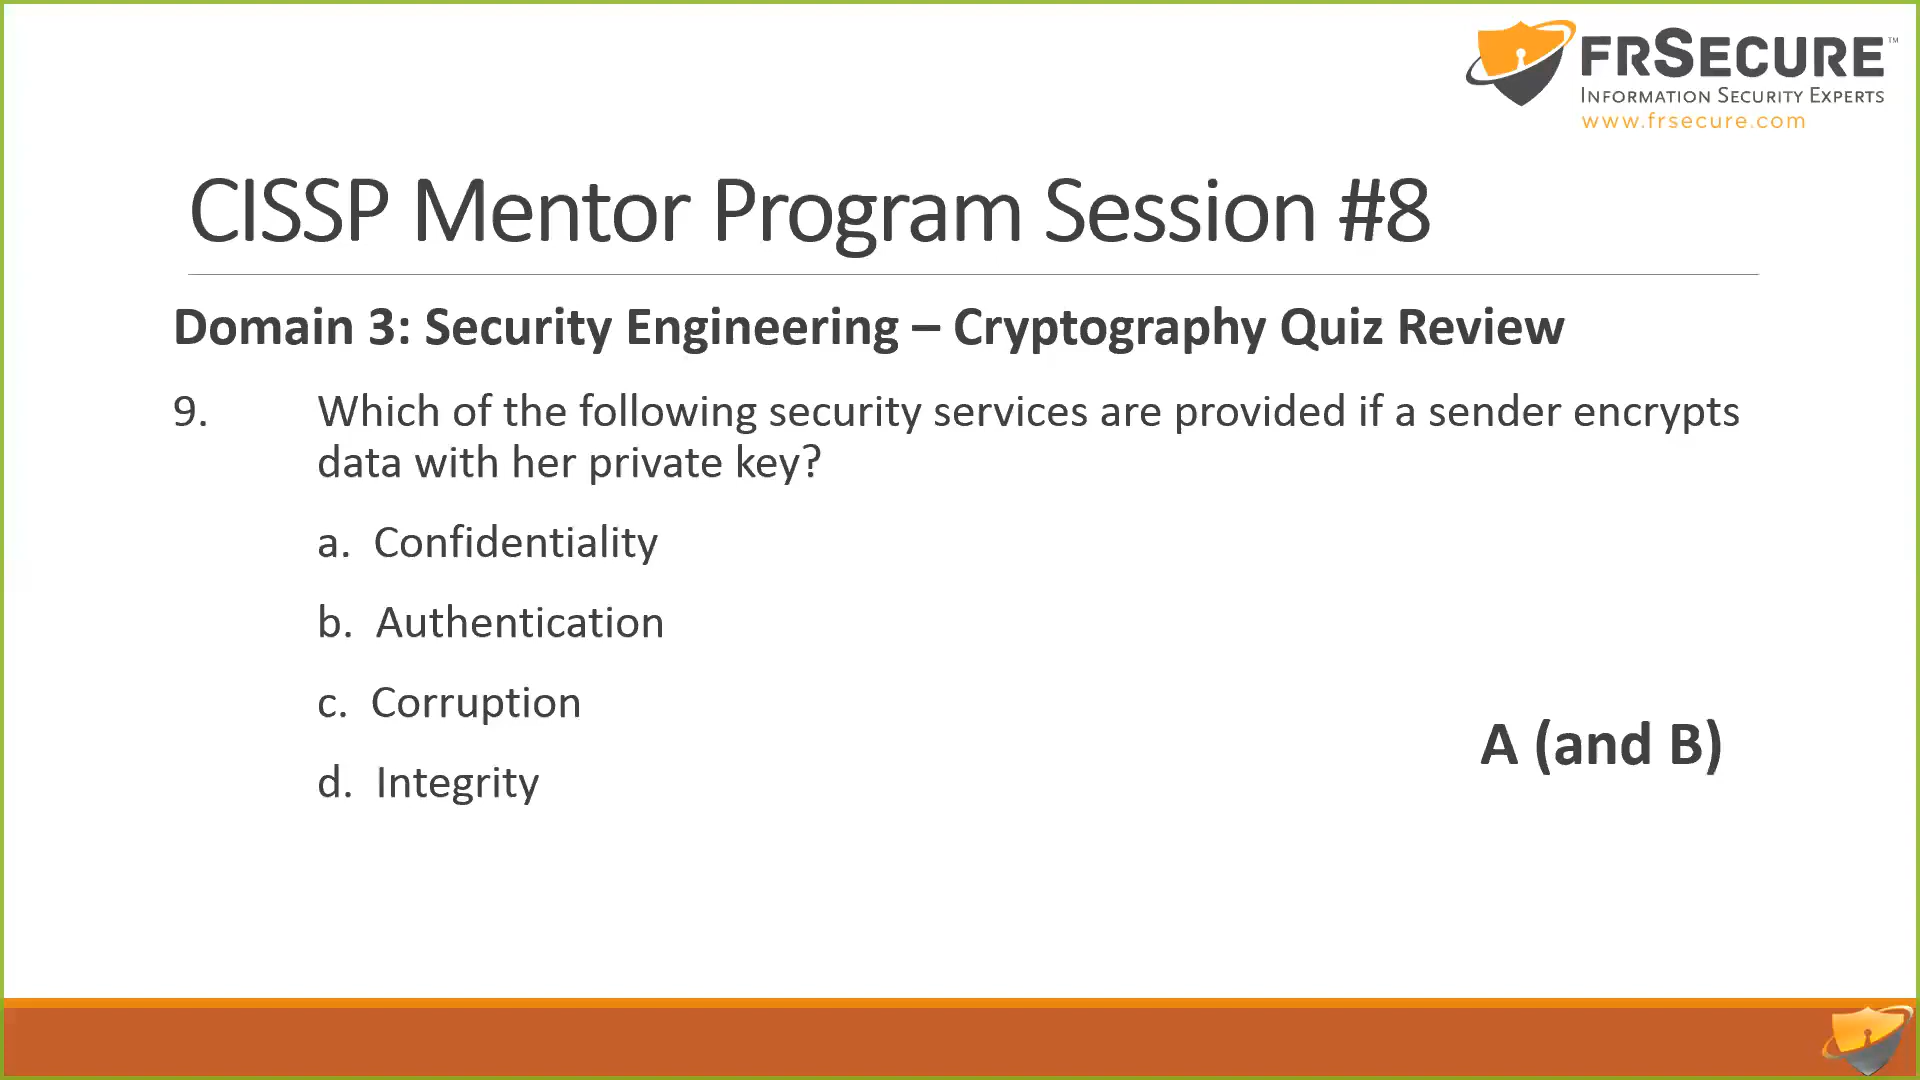 FRSECURE™
INFORMATION SECURITY EXPERTS
www.frsecure.com
CISSP Mentor Program Session #8
Domain 3: Security Engineering – Cryptography Quiz Review
9. Which of the following security services are provided if a sender encrypts
data with her private key?
a. Confidentiality
b. Authentication
c. Corruption
d. Integrity
A (and B)